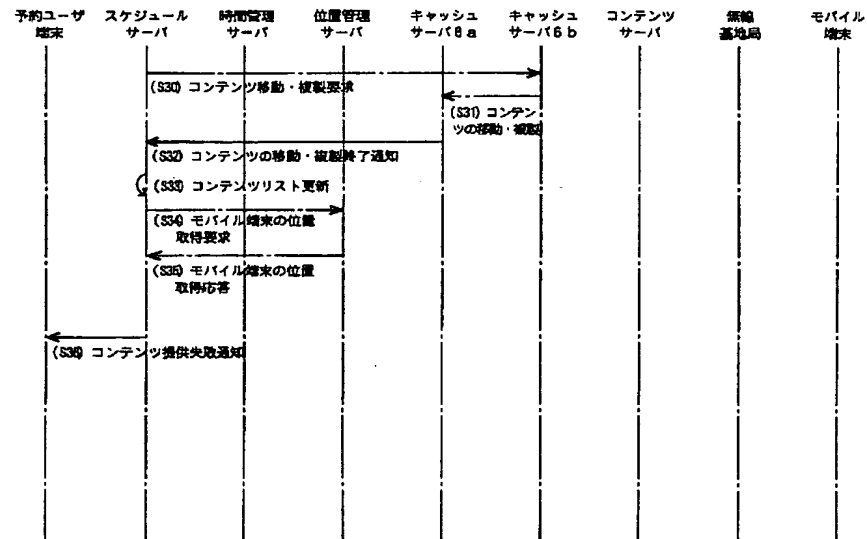 予約ユーザ
端末
スケジュール
サーバ
時間管理
サーバ
位置管理
サーバ
キャッシュ
サーバ6a
キャッシュ
サーバ6b
コンテンツ
サーバ
無線
基地局
モバイル
端末
(S30) コンテンツ移動・複製要求
(S31) コンテン
ツの移動・複製
(S32) コンテンツの移動・複製終了通知
(S33) コンテンツリスト更新
(S34) モバイル端末の位置
取得要求
(S35) モバイル端末の位置
取得応答
(S36) コンテンツ提供失敗通知